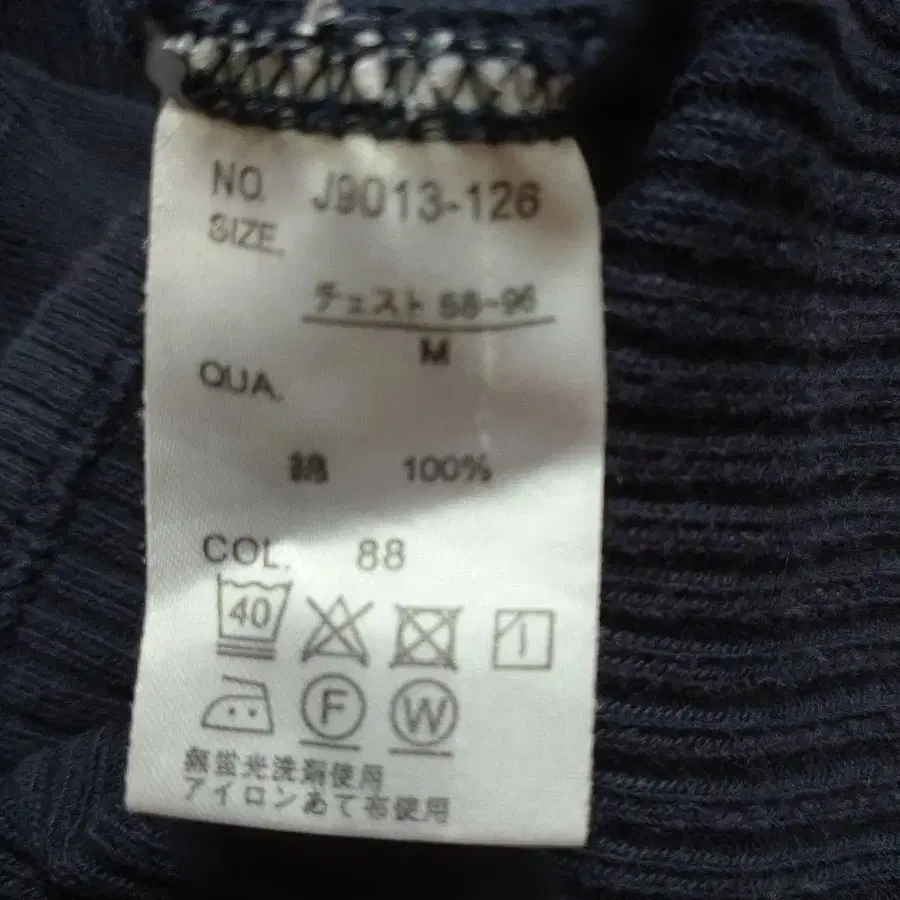 NO. J9013-126
SIZE
チェスト 88-96
M
QUA.
綿 100%
COL. 88
40
F W
無蛍光洗剤使用
アイロンあて布使用